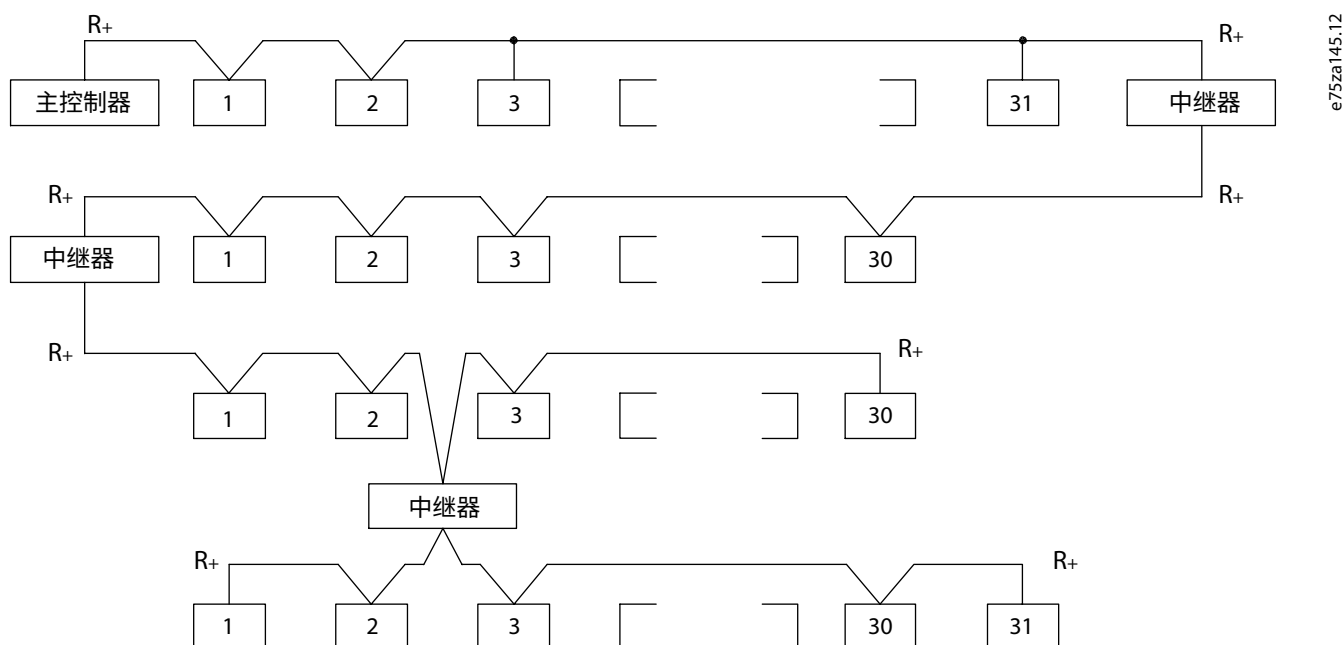 R+ R+
主控制器 1 2 3 31 中继器
R+ R+
中继器 1 2 3 30
R+ R+
1 2 3 30
中继器
R+ R+
1 2 3 30 31
e75za145.12